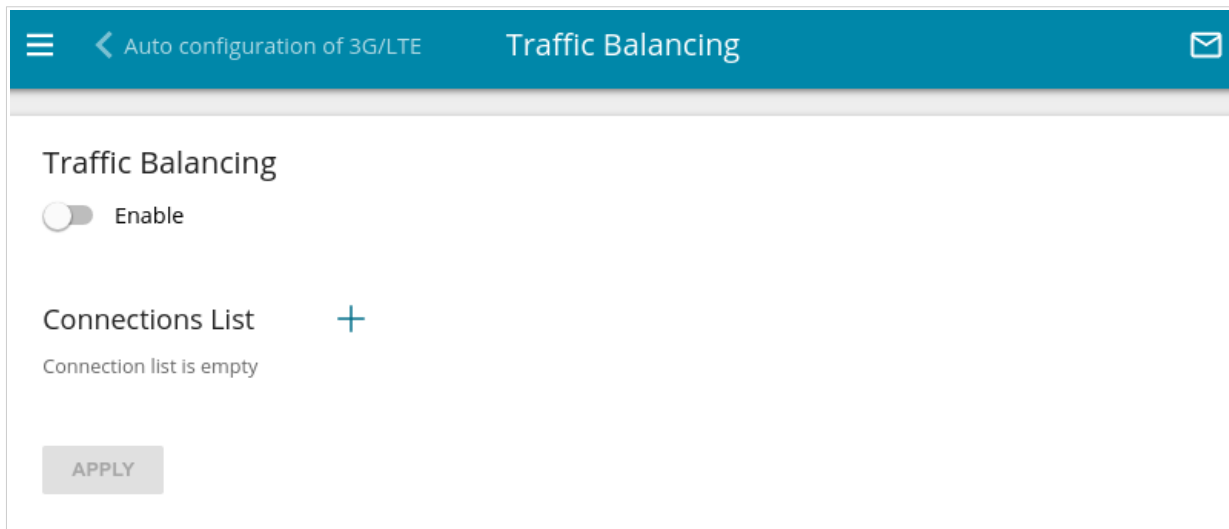 Auto configuration of 3G/LTE Traffic Balancing
Traffic Balancing
Enable
Connections List
Connection list is empty
APPLY